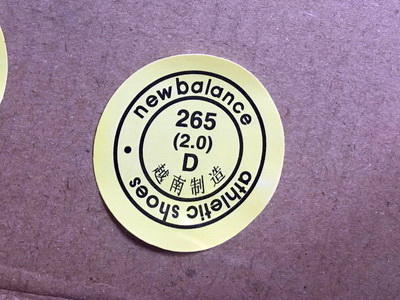 newbalance
265
(2.0)
D
越南制造
athletic shoes